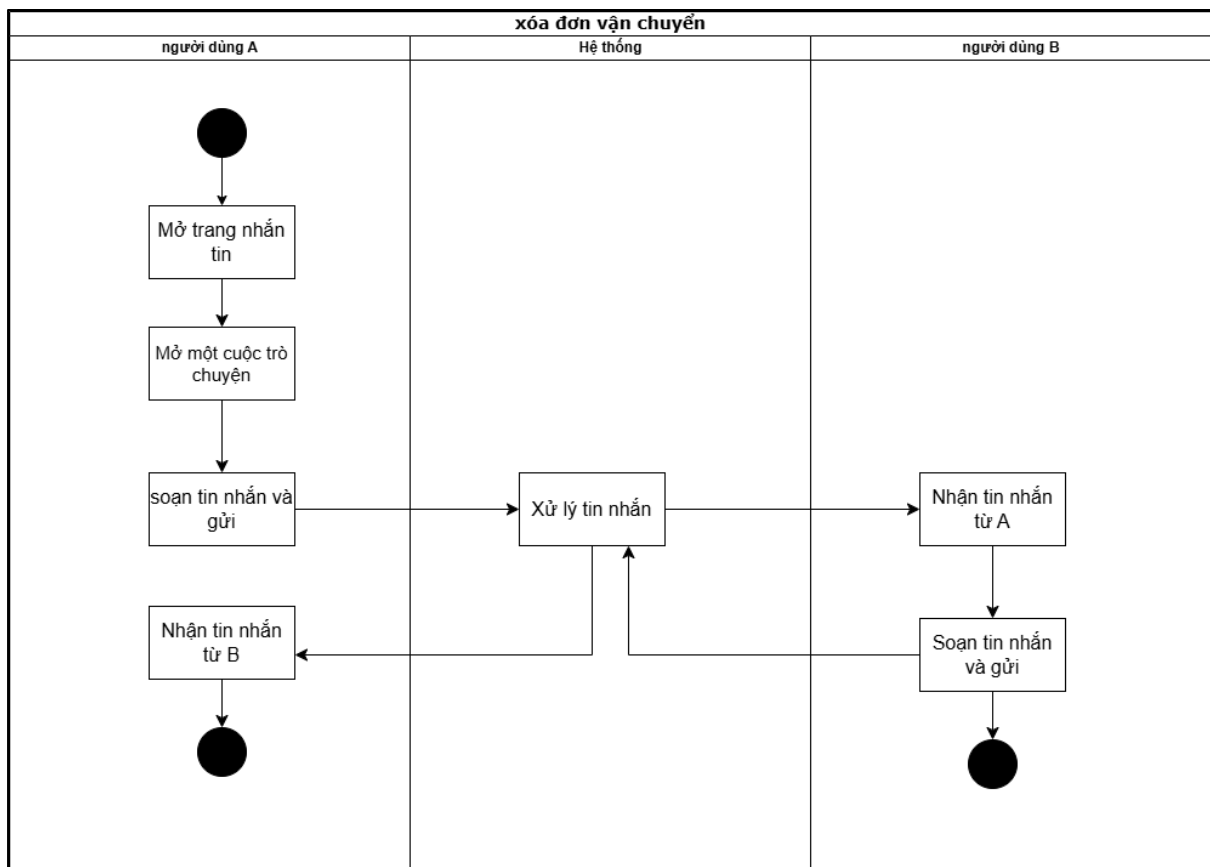 xóa đơn vận chuyển
người dùng A
Hệ thống
người dùng B
Mở trang nhắn
tin
Mở một cuộc trò
chuyện
soạn tin nhắn và
gửi
Xử lý tin nhắn
Nhận tin nhắn
từ A
Nhận tin nhắn
từ B
Soạn tin nhắn
và gửi